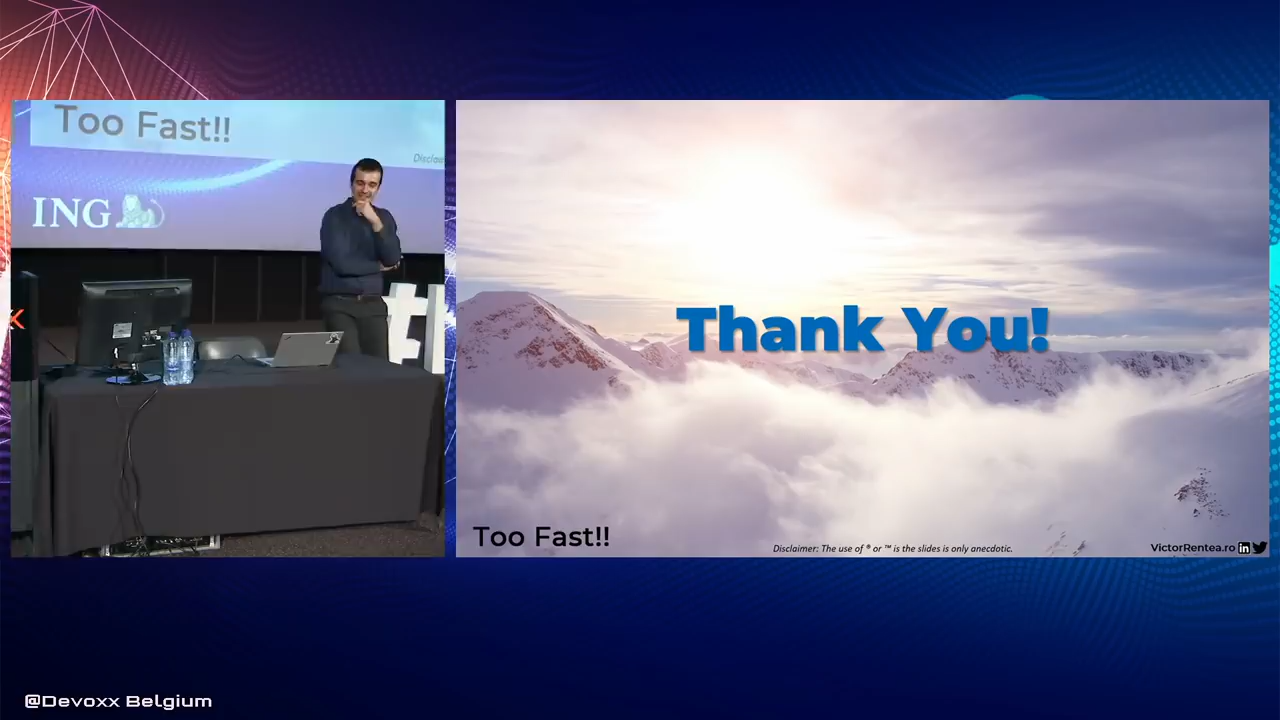 Too Fast!!
Disclai
ING
Thank You!
Too Fast!!
Disclaimer: The use of ® or ™ is the slides is only anecdotic.
VictorRentea.ro
@Devoxx Belgium